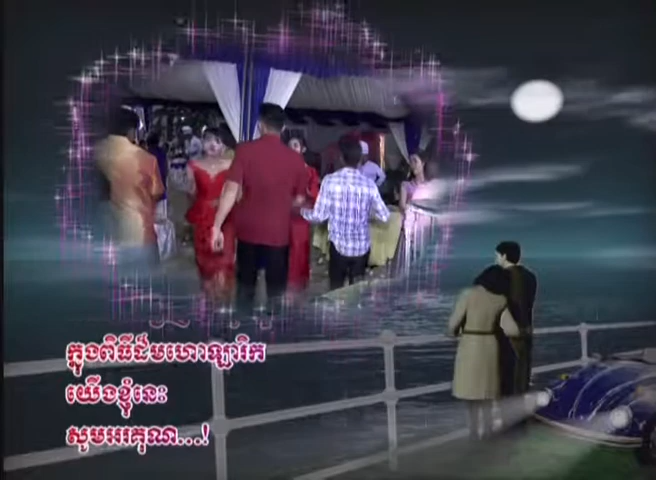 ក្នុងពិធីដ៏មហោឡារិក
យើងខ្ញុំនេះ
សូមអរគុណ....!